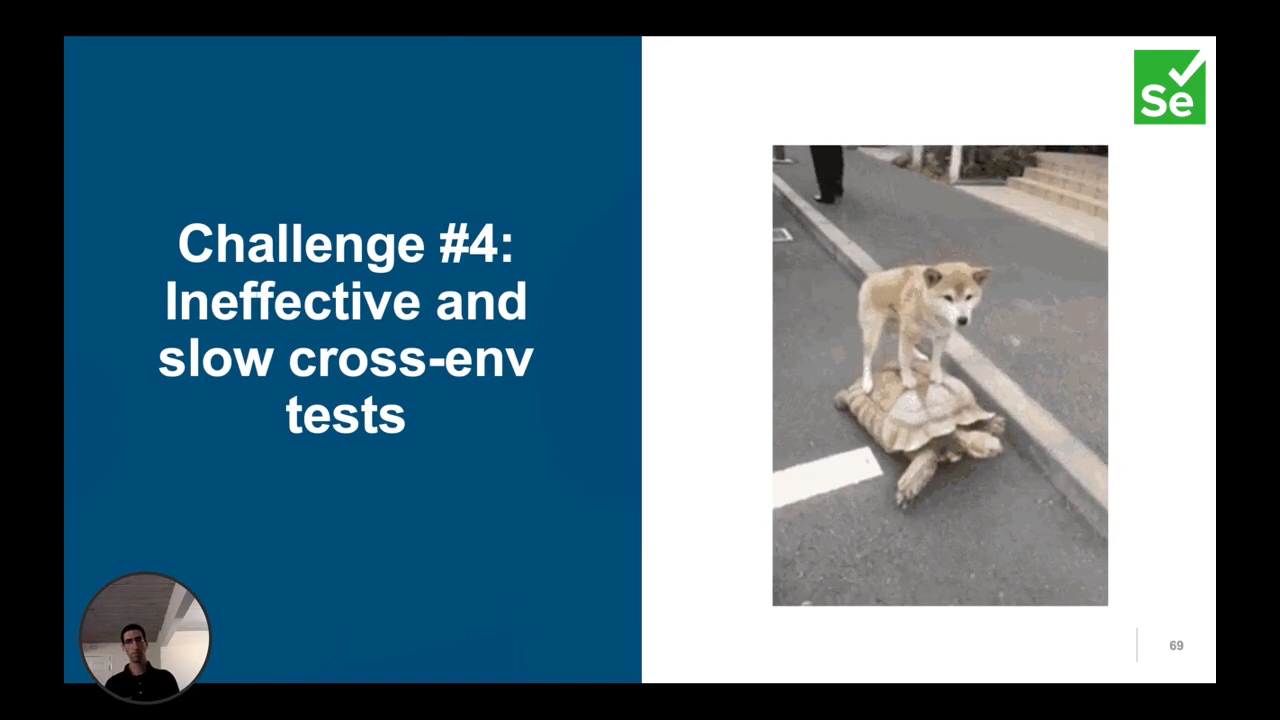 Challenge #4:
Ineffective and
slow cross-env
tests
Se
69